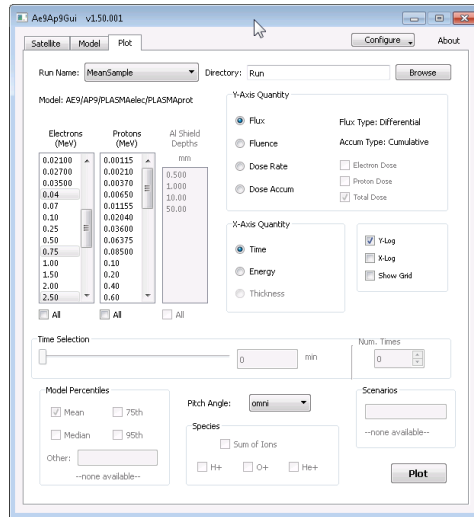 Ae9Ap9Gui v1.50.001
Satellite Model Plot Configure About
Run Name: MeanSample Directory: Run Browse
Model: AE9/AP9/PLASMAelec/PLASMAprot
Electrons
(MeV)
0.02100
0.02700
0.03500
0.04
0.07
0.10
0.25
0.50
0.75
1.00
1.50
2.00
2.50
All
Protons
(MeV)
0.00115
0.00210
0.00370
0.00650
0.01155
0.02040
0.03600
0.06375
0.08500
0.10
0.20
0.40
0.60
All
Al Shield
Depths
mm
0.500
1.000
10.00
50.00
All
Y-Axis Quantity
Flux
Fluence
Dose Rate
Dose Accum
Flux Type: Differential
Accum Type: Cumulative
Electron Dose
Proton Dose
Total Dose
X-Axis Quantity
Time
Energy
Thickness
Y-Log
X-Log
Show Grid
Time Selection
0 min
Num. Times
0
Model Percentiles
Mean 75th
Median 95th
Other:
--none available--
Pitch Angle: omni
Species
Sum of Ions
H+ O+ He+
Scenarios
--none available--
Plot